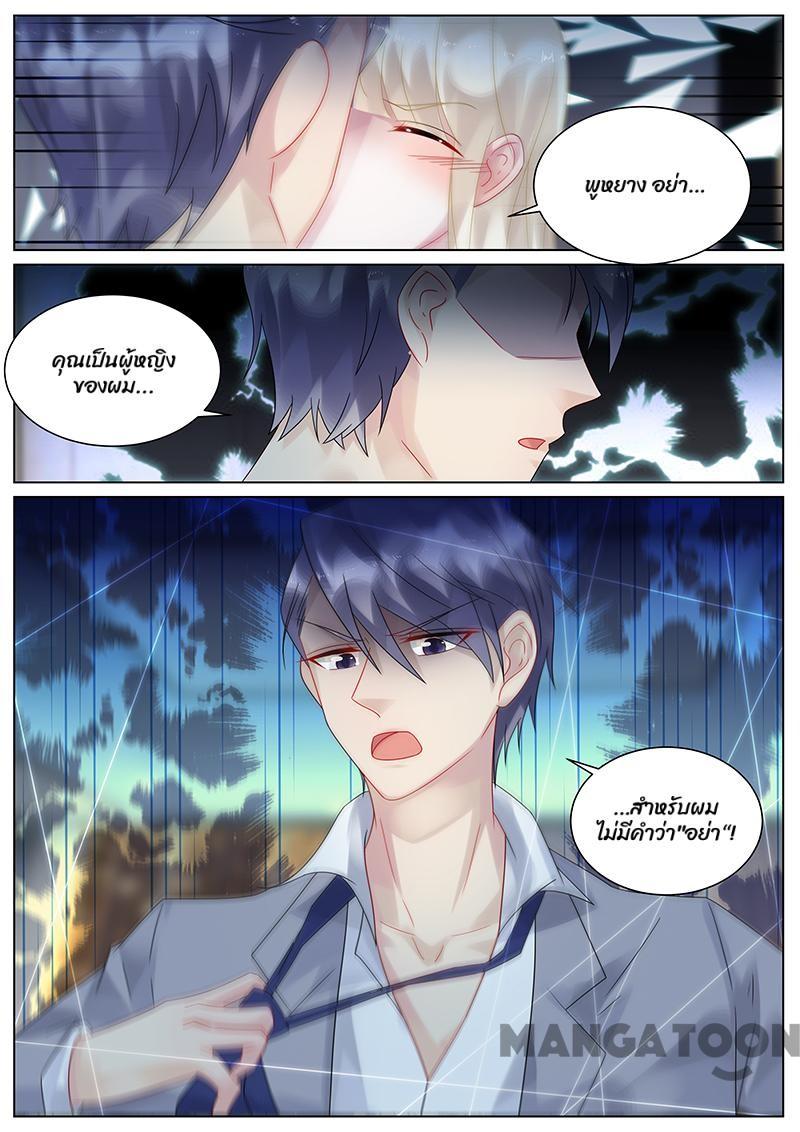 พูหยาง อย่า...
คุณเป็นผู้หญิง
ของผม...
...สำหรับผม
ไม่มีคำว่า"อย่า"!
MANGATOON